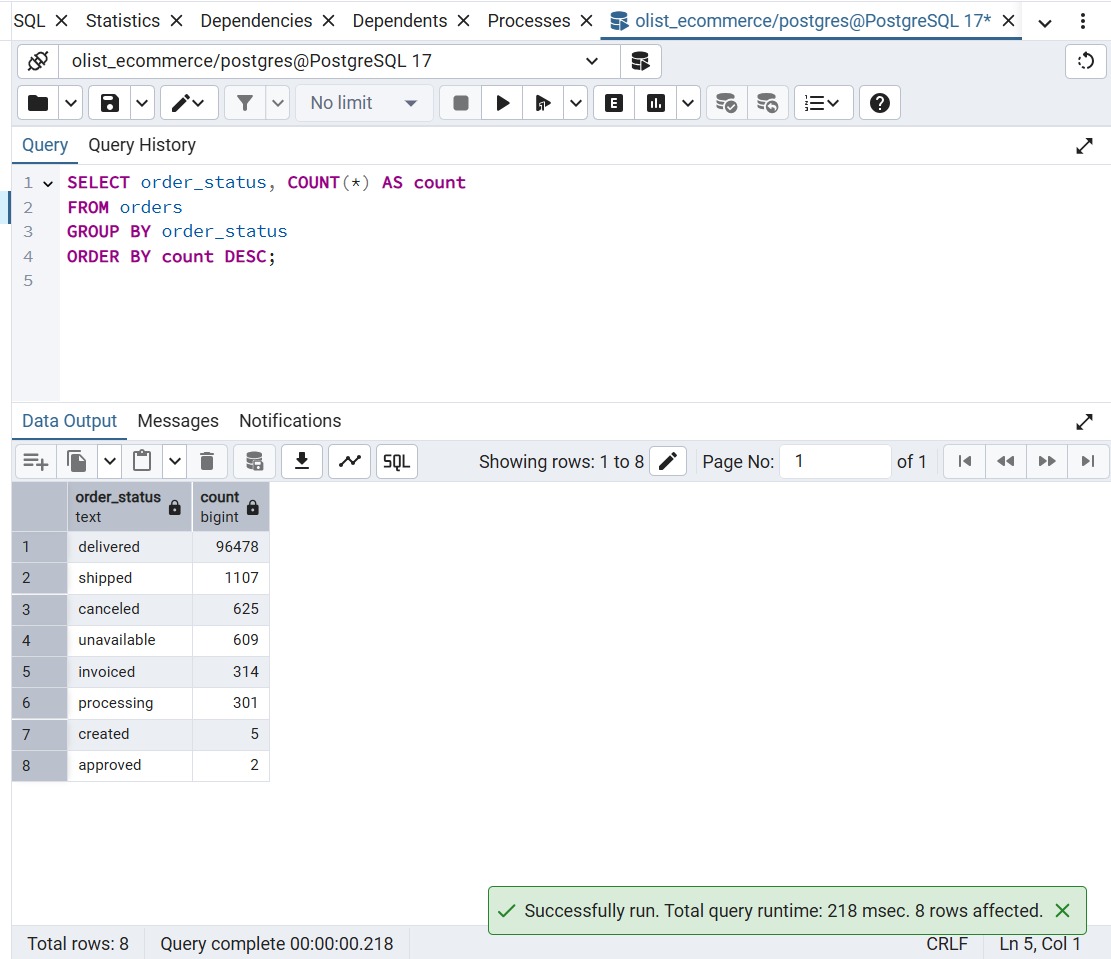 SQL Statistics Dependencies Dependents Processes olist_ecommerce/postgres@PostgreSQL 17*
olist_ecommerce/postgres@PostgreSQL 17
No limit E
Query Query History
1 SELECT order_status, COUNT(*) AS count
2 FROM orders
3 GROUP BY order_status
4 ORDER BY count DESC;
5
Data Output Messages Notifications
SQL Showing rows: 1 to 8 Page No: 1 of 1
order_status count
text bigint
1 delivered 96478
2 shipped 1107
3 canceled 625
4 unavailable 609
5 invoiced 314
6 processing 301
7 created 5
8 approved 2
Successfully run. Total query runtime: 218 msec. 8 rows affected.
Total rows: 8 Query complete 00:00:00.218 CRLF Ln 5, Col 1